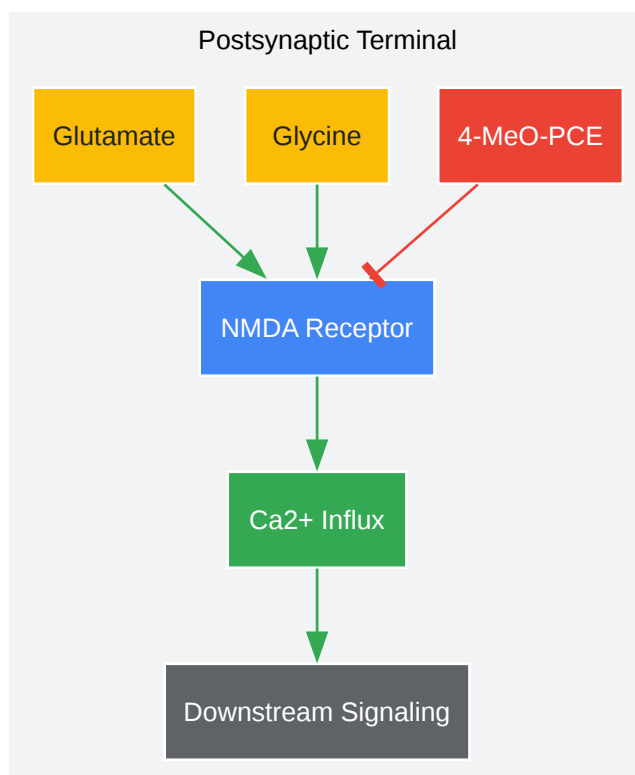 Postsynaptic Terminal
Glutamate
Glycine
4-MeO-PCE
NMDA Receptor
Ca2+ Influx
Downstream Signaling